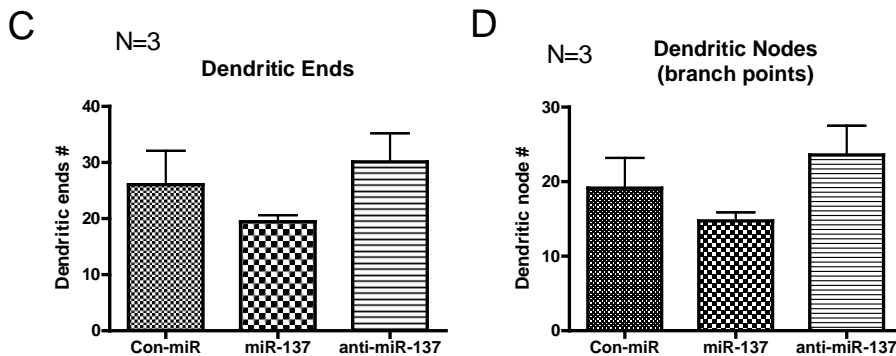 C
N=3
Dendritic Ends
Dendritic ends #
40
30
20
10
0
Con-miR miR-137 anti-miR-137
D
N=3
Dendritic Nodes
(branch points)
Dendritic node #
30
20
10
0
Con-miR miR-137 anti-miR-137